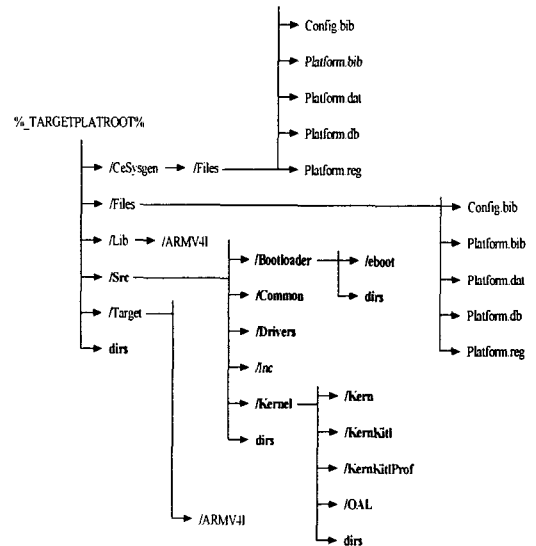 Config.bib
Platform.bib
Platform.dat
%_TARGETPLATROOT%
Platform.db
/CeSysgen /Files Platform.reg
/Files Config.bib
/Lib /ARMV4I
Platform.bib
/Bootloader /eboot
/Src
Platform.dat
/Common dirs
/Target
Platform.db
/Drivers
dirs
Platform.reg
/Inc
/Kernel /Kern
dirs
/KernKitl
/KernKitlProf
/OAL
/ARMV4I
dirs